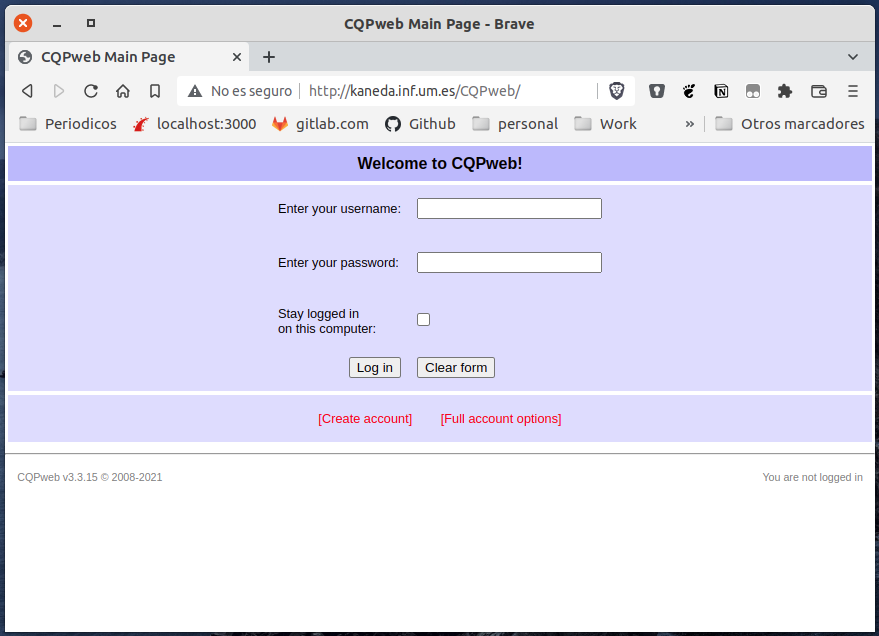 CQPweb Main Page - Brave
CQPweb Main Page
No es seguro http://kaneda.inf.um.es/CQPweb/
Periodicos localhost:3000 gitlab.com Github personal Work » Otros marcadores
Welcome to CQPweb!
Enter your username:
Enter your password:
Stay logged in
on this computer:
Log in Clear form
[Create account] [Full account options]
CQPweb v3.3.15 © 2008-2021 You are not logged in